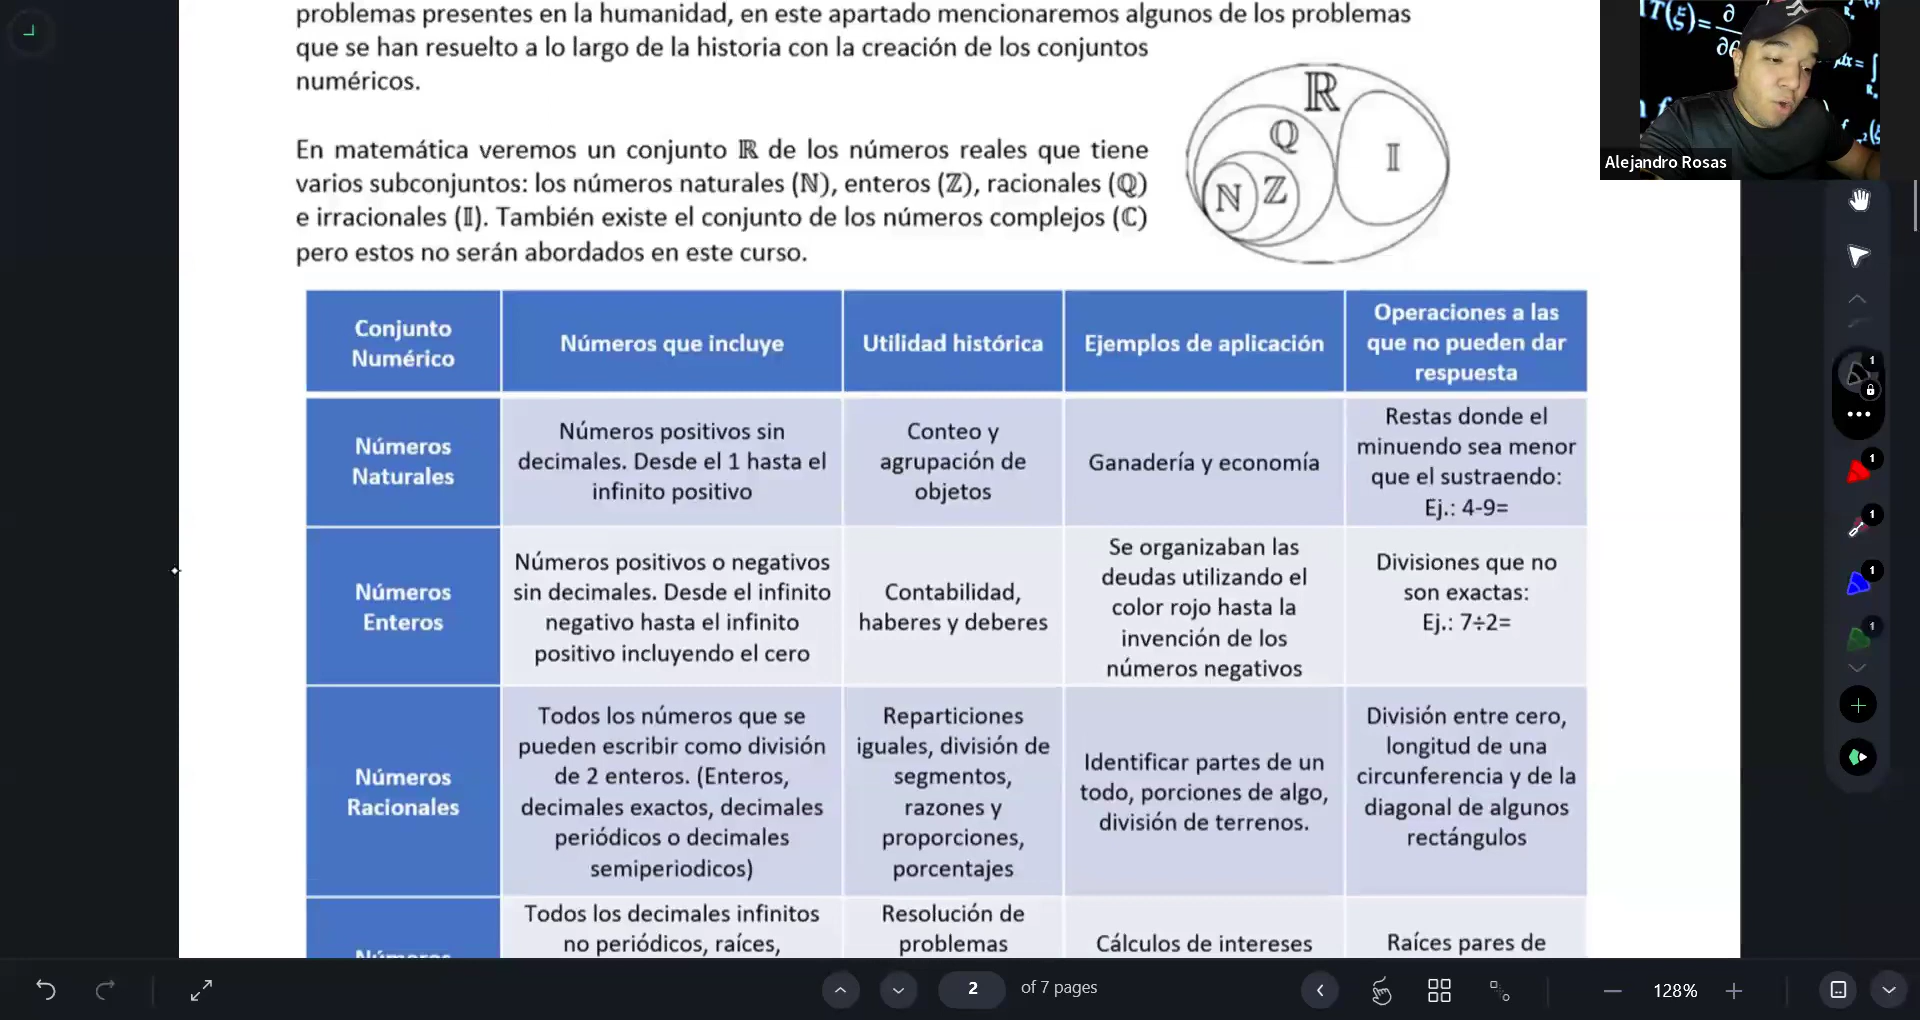 problemas presentes en la humanidad, en este apartado mencionaremos algunos de los problemas
que se han resuelto a lo largo de la historia con la creación de los conjuntos
numéricos.
En matemática veremos un conjunto ℝ de los números reales que tiene
varios subconjuntos: los números naturales (ℕ), enteros (ℤ), racionales (ℚ)
e irracionales (𝕀). También existe el conjunto de los números complejos (ℂ)
pero estos no serán abordados en este curso.
ℝ
ℚ
𝕀
ℕ
ℤ
Alejandro Rosas
Conjunto
Numérico
Números que incluye
Utilidad histórica
Ejemplos de aplicación
Operaciones a las
que no pueden dar
respuesta
Números
Naturales
Números positivos sin
decimales. Desde el 1 hasta el
infinito positivo
Conteo y
agrupación de
objetos
Ganadería y economía
Restas donde el
minuendo sea menor
que el sustraendo:
Ej.: 4-9=
Números
Enteros
Números positivos o negativos
sin decimales. Desde el infinito
negativo hasta el infinito
positivo incluyendo el cero
Contabilidad,
haberes y deberes
Se organizaban las
deudas utilizando el
color rojo hasta la
invención de los
números negativos
Divisiones que no
son exactas:
Ej.: 7÷2=
Números
Racionales
Todos los números que se
pueden escribir como división
de 2 enteros. (Enteros,
decimales exactos, decimales
periódicos o decimales
semiperiodicos)
Reparticiones
iguales, división de
segmentos,
razones y
proporciones,
porcentajes
Identificar partes de un
todo, porciones de algo,
división de terrenos.
División entre cero,
longitud de una
circunferencia y de la
diagonal de algunos
rectángulos
Números
Todos los decimales infinitos
no periódicos, raíces,
Resolución de
problemas
Cálculos de intereses
Raíces pares de
1
1
1
1
1
2
of 7 pages
128%